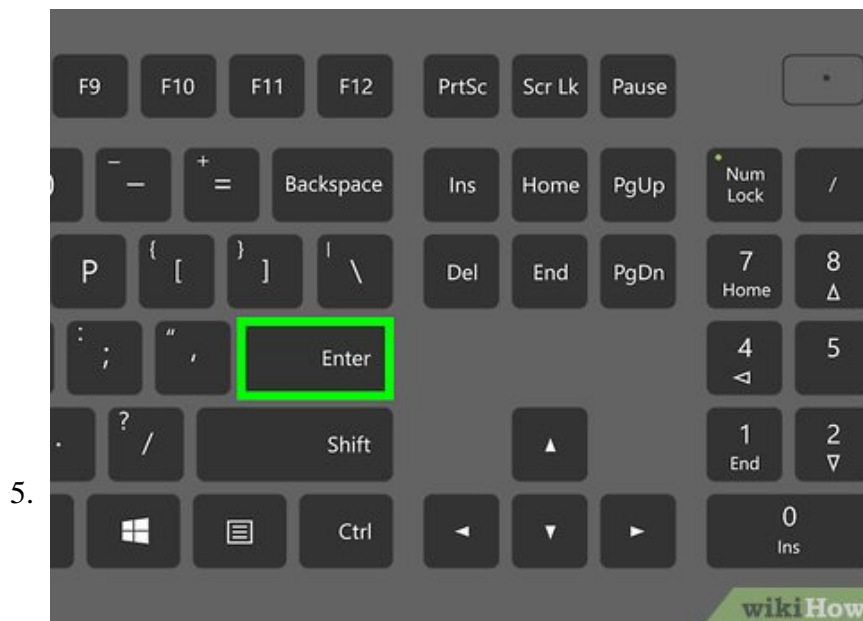 F9 F10 F11 F12 PrtSc Scr Lk Pause
) _ - + = Backspace Ins Home PgUp Num Lock /
P { [ } ] | \ Del End PgDn 7 Home 8
: ; " ' Enter 4 5
. ? / Shift 1 End 2
5.
Ctrl 0 Ins
wikiHow